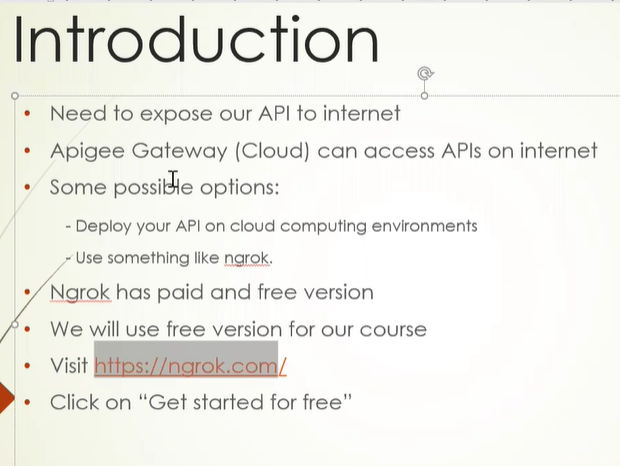 Introduction
• Need to expose our API to internet
• Apigee Gateway (Cloud) can access APIs on internet
• Some possible options:
- Deploy your API on cloud computing environments
- Use something like ngrok.
• Ngrok has paid and free version
• We will use free version for our course
• Visit https://ngrok.com/
• Click on “Get started for free”